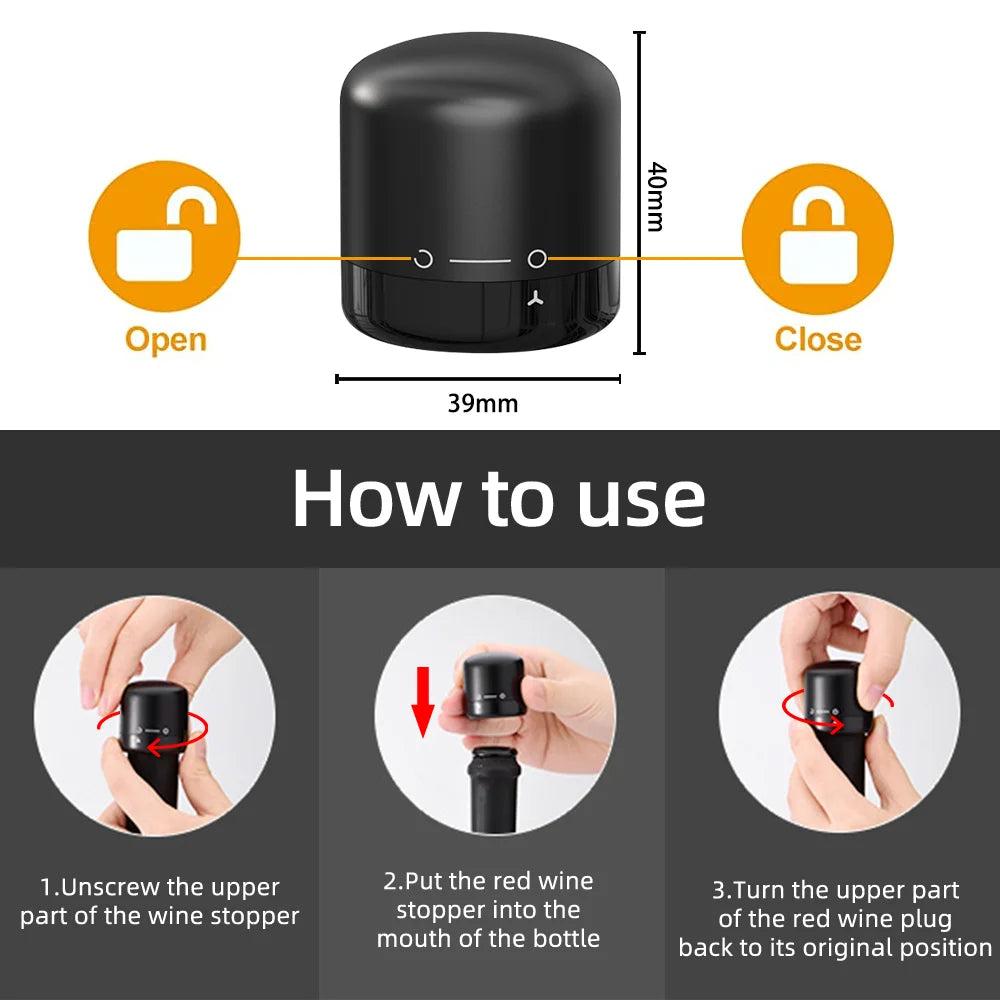 40mm
Open
Close
39mm
How to use
1.Unscrew the upper
part of the wine stopper
2.Put the red wine
stopper into the
mouth of the bottle
3.Turn the upper part
of the red wine plug
back to its original position